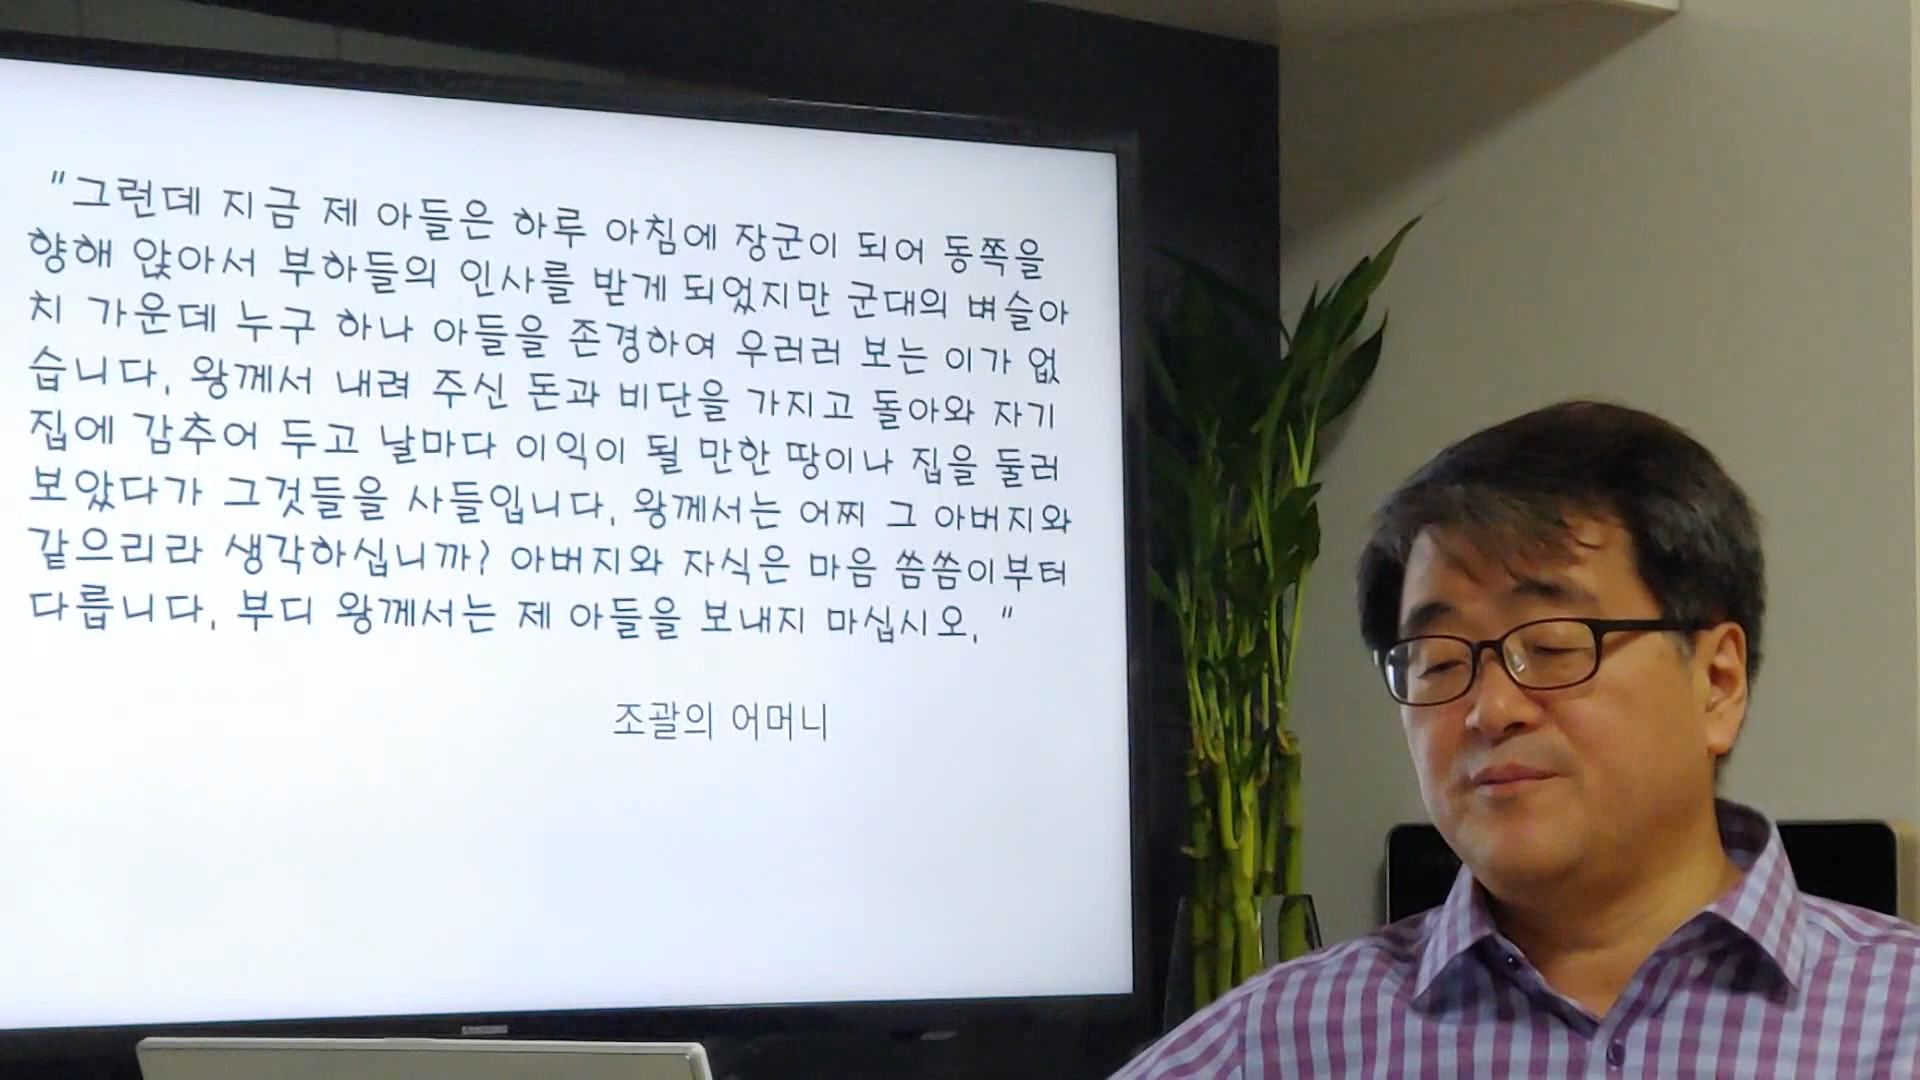 "그런데 지금 제 아들은 하루 아침에 장군이 되어 동쪽을
향해 앉아서 부하들의 인사를 받게 되었지만 군대의 벼슬아
치 가운데 누구 하나 아들을 존경하여 우러러 보는 이가 없
습니다. 왕께서 내려 주신 돈과 비단을 가지고 돌아와 자기
집에 감추어 두고 날마다 이익이 될 만한 땅이나 집을 둘러
보았다가 그것들을 사들입니다. 왕께서는 어찌 그 아버지와
같으리라 생각하십니까? 아버지와 자식은 마음 씀씀이부터
다릅니다. 부디 왕께서는 제 아들을 보내지 마십시오. "
조괄의 어머니